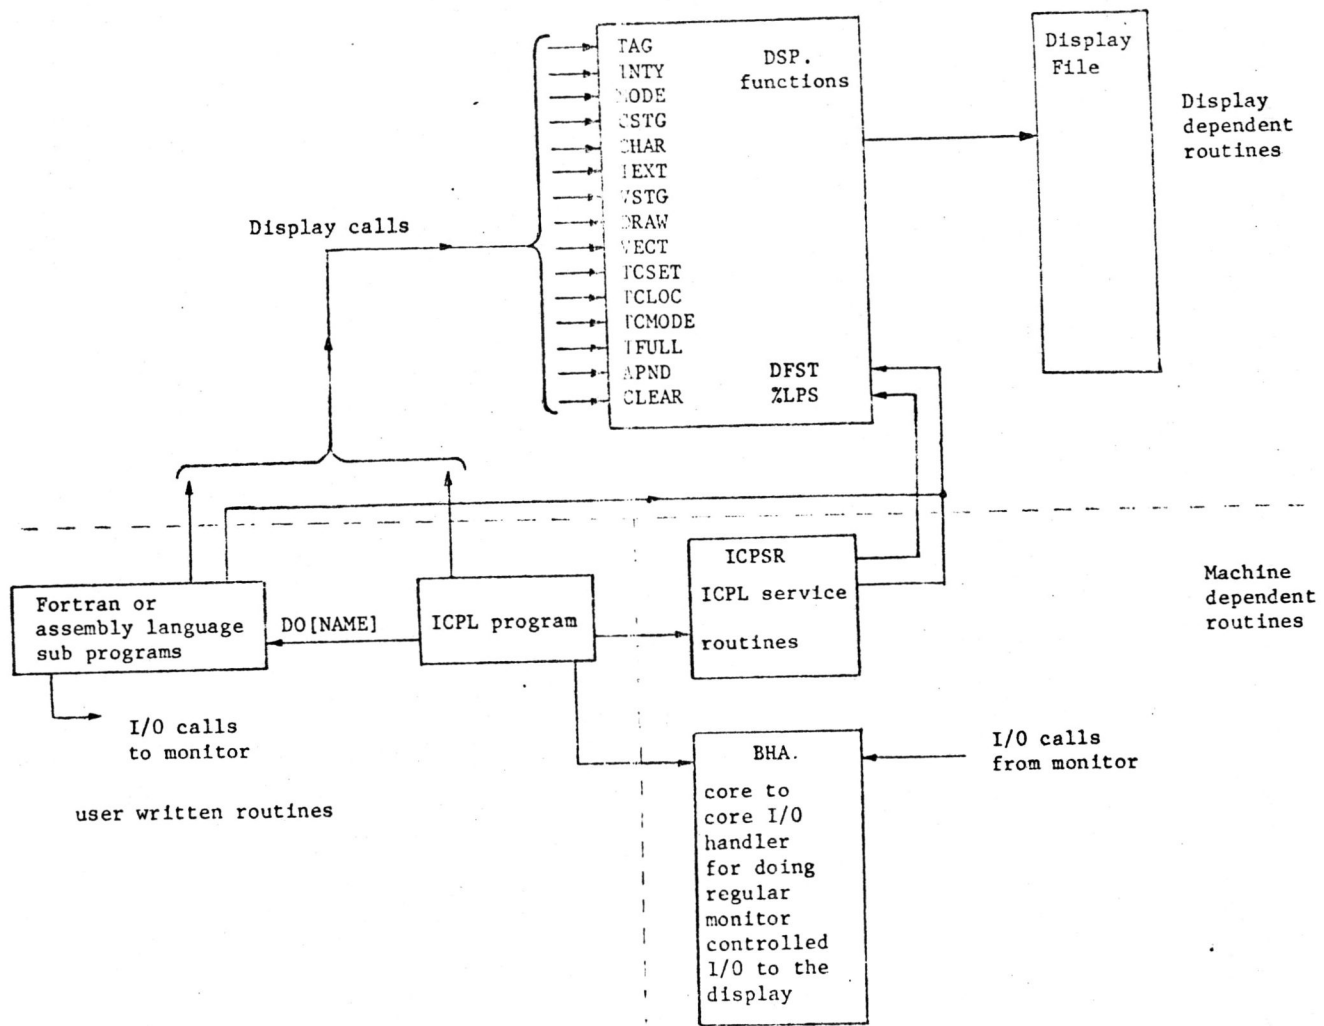 TAG
INTY
MODE
CSTG
CHAR
TEXT
VSTG
DRAW
VECT
TCSET
TCLOC
TCMODE
TFULL
APND
CLEAR
DSP.
functions
DFST
%LPS
Display
File
Display
dependent
routines
Display calls
Fortran or
assembly language
sub programs
DO[NAME]
ICPL program
ICPSR
ICPL service
routines
Machine
dependent
routines
I/O calls
to monitor
user written routines
BHA.
core to
core I/O
handler
for doing
regular
monitor
controlled
I/O to the
display
I/O calls
from monitor